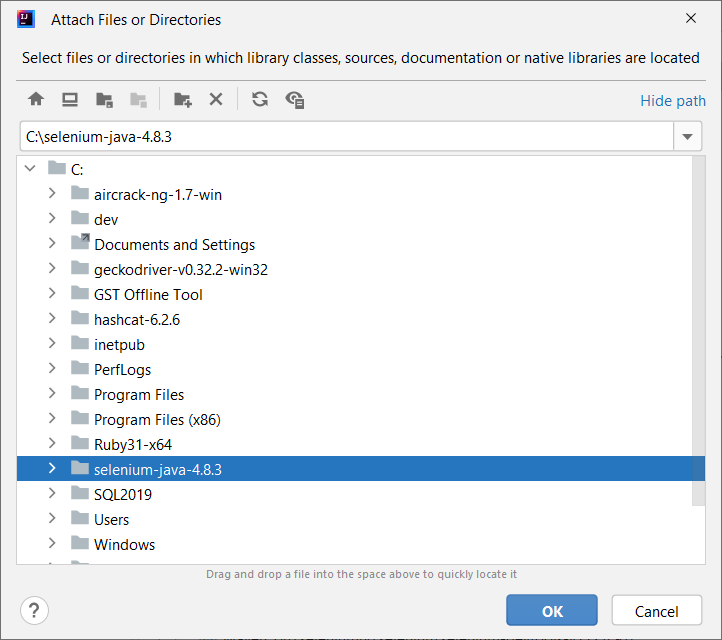 Attach Files or Directories
Select files or directories in which library classes, sources, documentation or native libraries are located
Hide path
C:\selenium-java-4.8.3
C:
aircrack-ng-1.7-win
dev
Documents and Settings
geckodriver-v0.32.2-win32
GST Offline Tool
hashcat-6.2.6
inetpub
PerfLogs
Program Files
Program Files (x86)
Ruby31-x64
selenium-java-4.8.3
SQL2019
Users
Windows
Drag and drop a file into the space above to quickly locate it
? OK Cancel